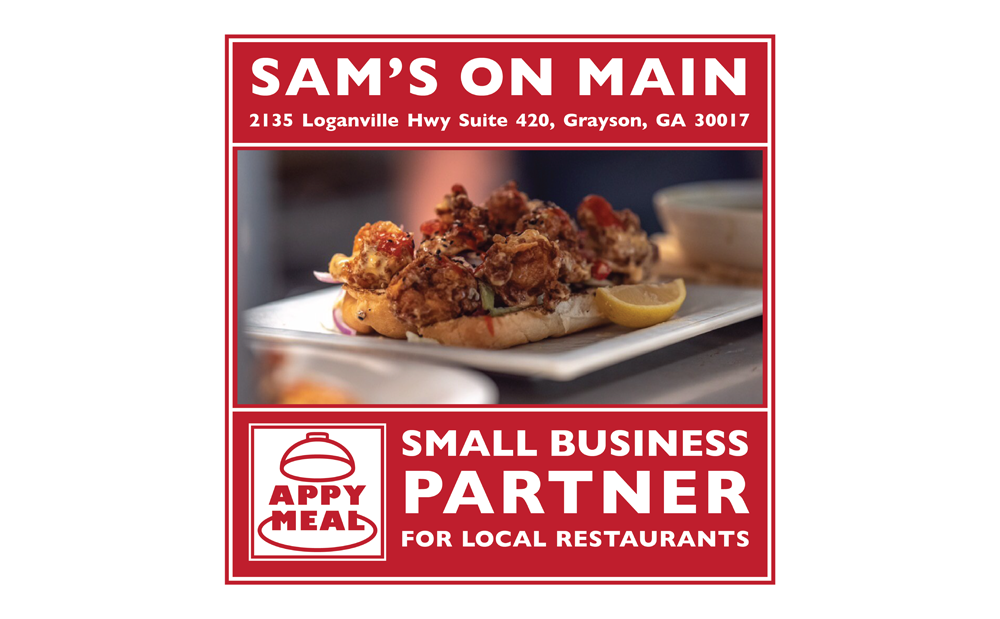 SAM'S ON MAIN
2135 Loganville Hwy Suite 420, Grayson, GA 30017
APPY
MEAL
SMALL BUSINESS
PARTNER
FOR LOCAL RESTAURANTS